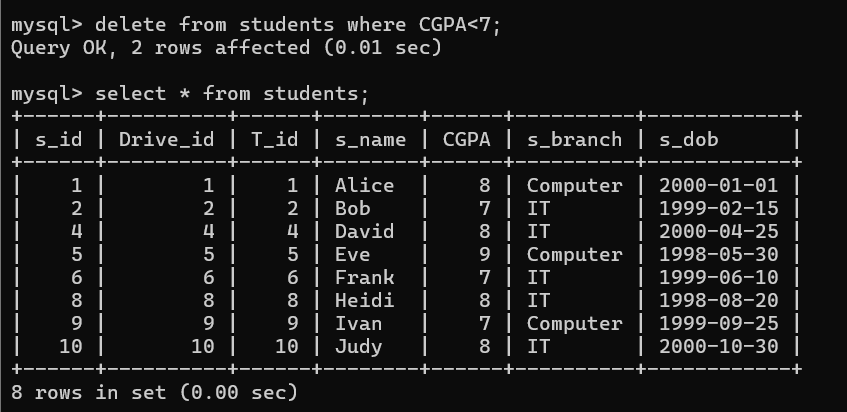 mysql> delete from students where CGPA<7;
Query OK, 2 rows affected (0.01 sec)

mysql> select * from students;
+------+----------+------+--------+------+----------+------------+
| s_id | Drive_id | T_id | s_name | CGPA | s_branch | s_dob      |
+------+----------+------+--------+------+----------+------------+
|    1 |        1 |    1 | Alice  |    8 | Computer | 2000-01-01 |
|    2 |        2 |    2 | Bob    |    7 | IT       | 1999-02-15 |
|    4 |        4 |    4 | David  |    8 | IT       | 2000-04-25 |
|    5 |        5 |    5 | Eve    |    9 | Computer | 1998-05-30 |
|    6 |        6 |    6 | Frank  |    7 | IT       | 1999-06-10 |
|    8 |        8 |    8 | Heidi  |    8 | IT       | 1998-08-20 |
|    9 |        9 |    9 | Ivan   |    7 | Computer | 1999-09-25 |
|   10 |       10 |   10 | Judy   |    8 | IT       | 2000-10-30 |
+------+----------+------+--------+------+----------+------------+
8 rows in set (0.00 sec)